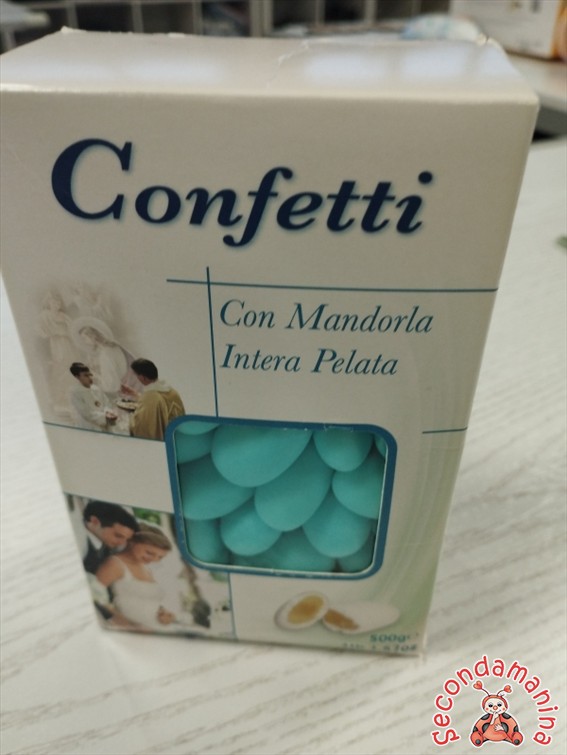 Confetti
Con Mandorla
Intera Pelata
500g
secondamanina